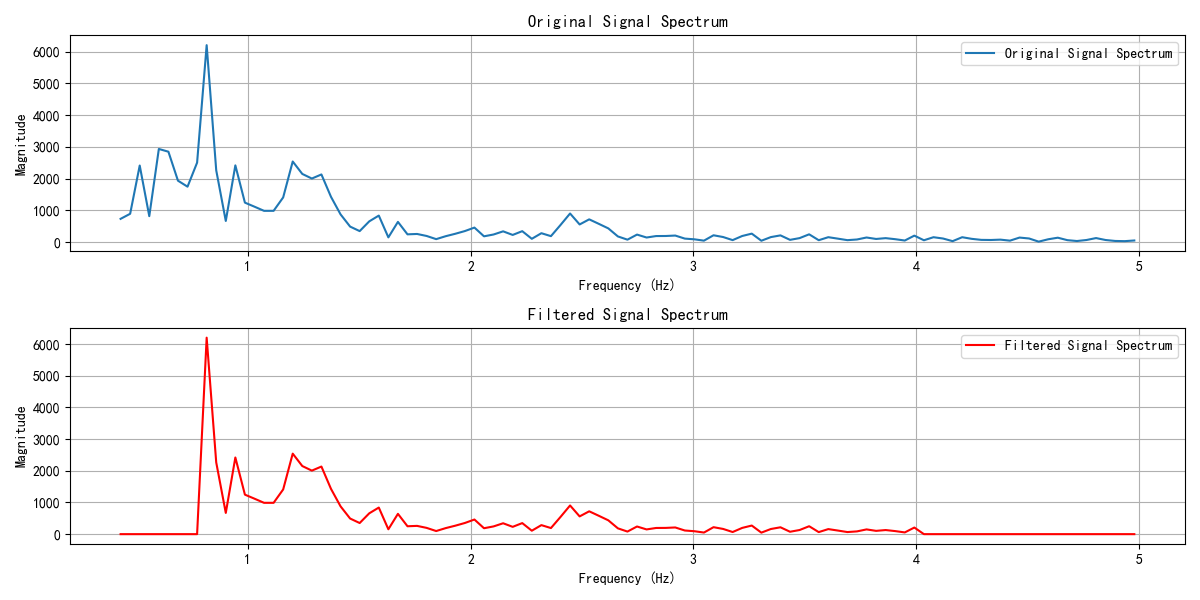 Original Signal Spectrum
Original Signal Spectrum
Magnitude
6000
5000
4000
3000
2000
1000
0
1 2 3 4 5
Frequency (Hz)
Filtered Signal Spectrum
Filtered Signal Spectrum
Magnitude
6000
5000
4000
3000
2000
1000
0
1 2 3 4 5
Frequency (Hz)